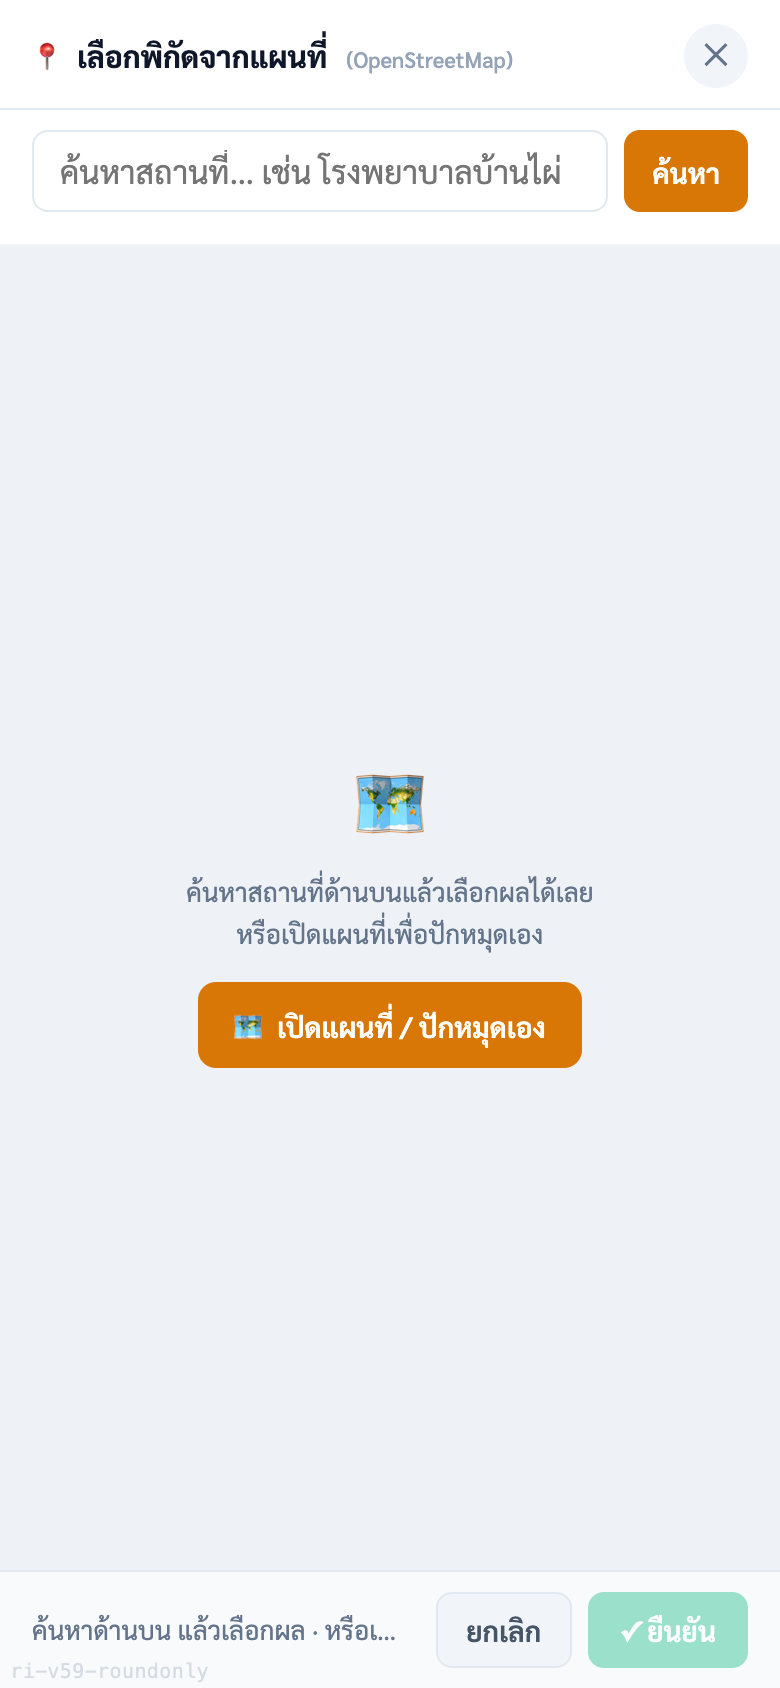 เลือกพิกัดจากแผนที่ (OpenStreetMap)
ค้นหาสถานที่... เช่น โรงพยาบาลบ้านไผ่
ค้นหา
ค้นหาสถานที่ด้านบนแล้วเลือกผลได้เลย
หรือเปิดแผนที่เพื่อปักหมุดเอง
เปิดแผนที่ / ปักหมุดเอง
ค้นหาด้านบน แล้วเลือกผล · หรือเ...
ยกเลิก
✓ ยืนยัน
ri-v59-roundonly